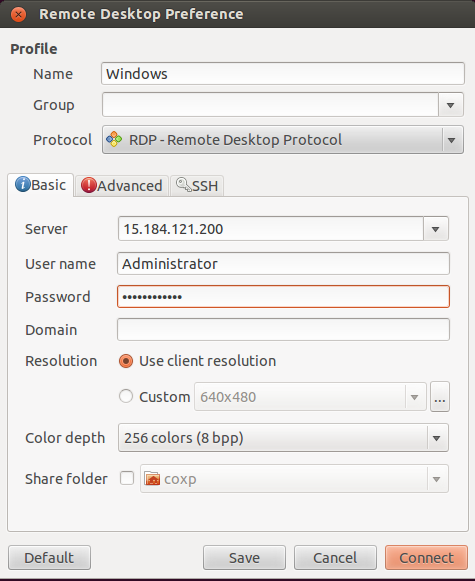 Remote Desktop Preference
Profile
Name Windows
Group
Protocol RDP - Remote Desktop Protocol
Basic Advanced SSH
Server 15.184.121.200
User name Administrator
Password ••••••••••••
Domain
Resolution Use client resolution
Custom 640x480 ...
Color depth 256 colors (8 bpp)
Share folder coxp
Default Save Cancel Connect